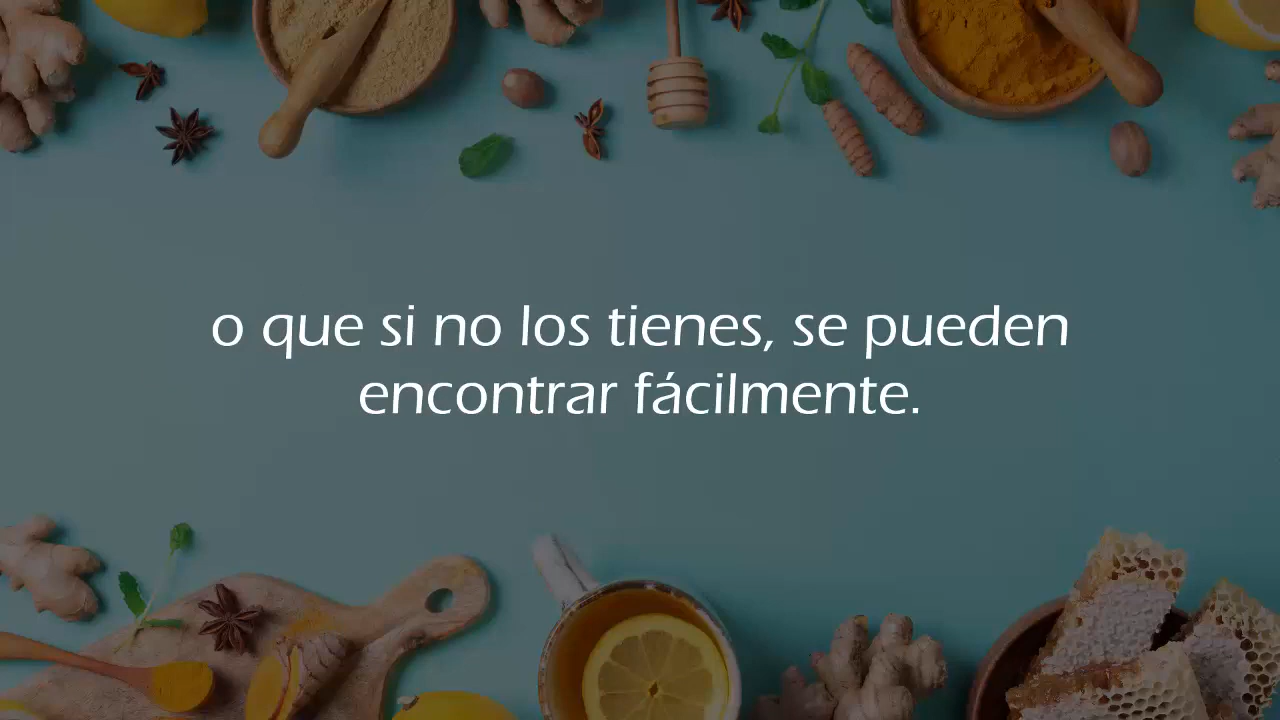 o que si no los tienes, se pueden
encontrar fácilmente.